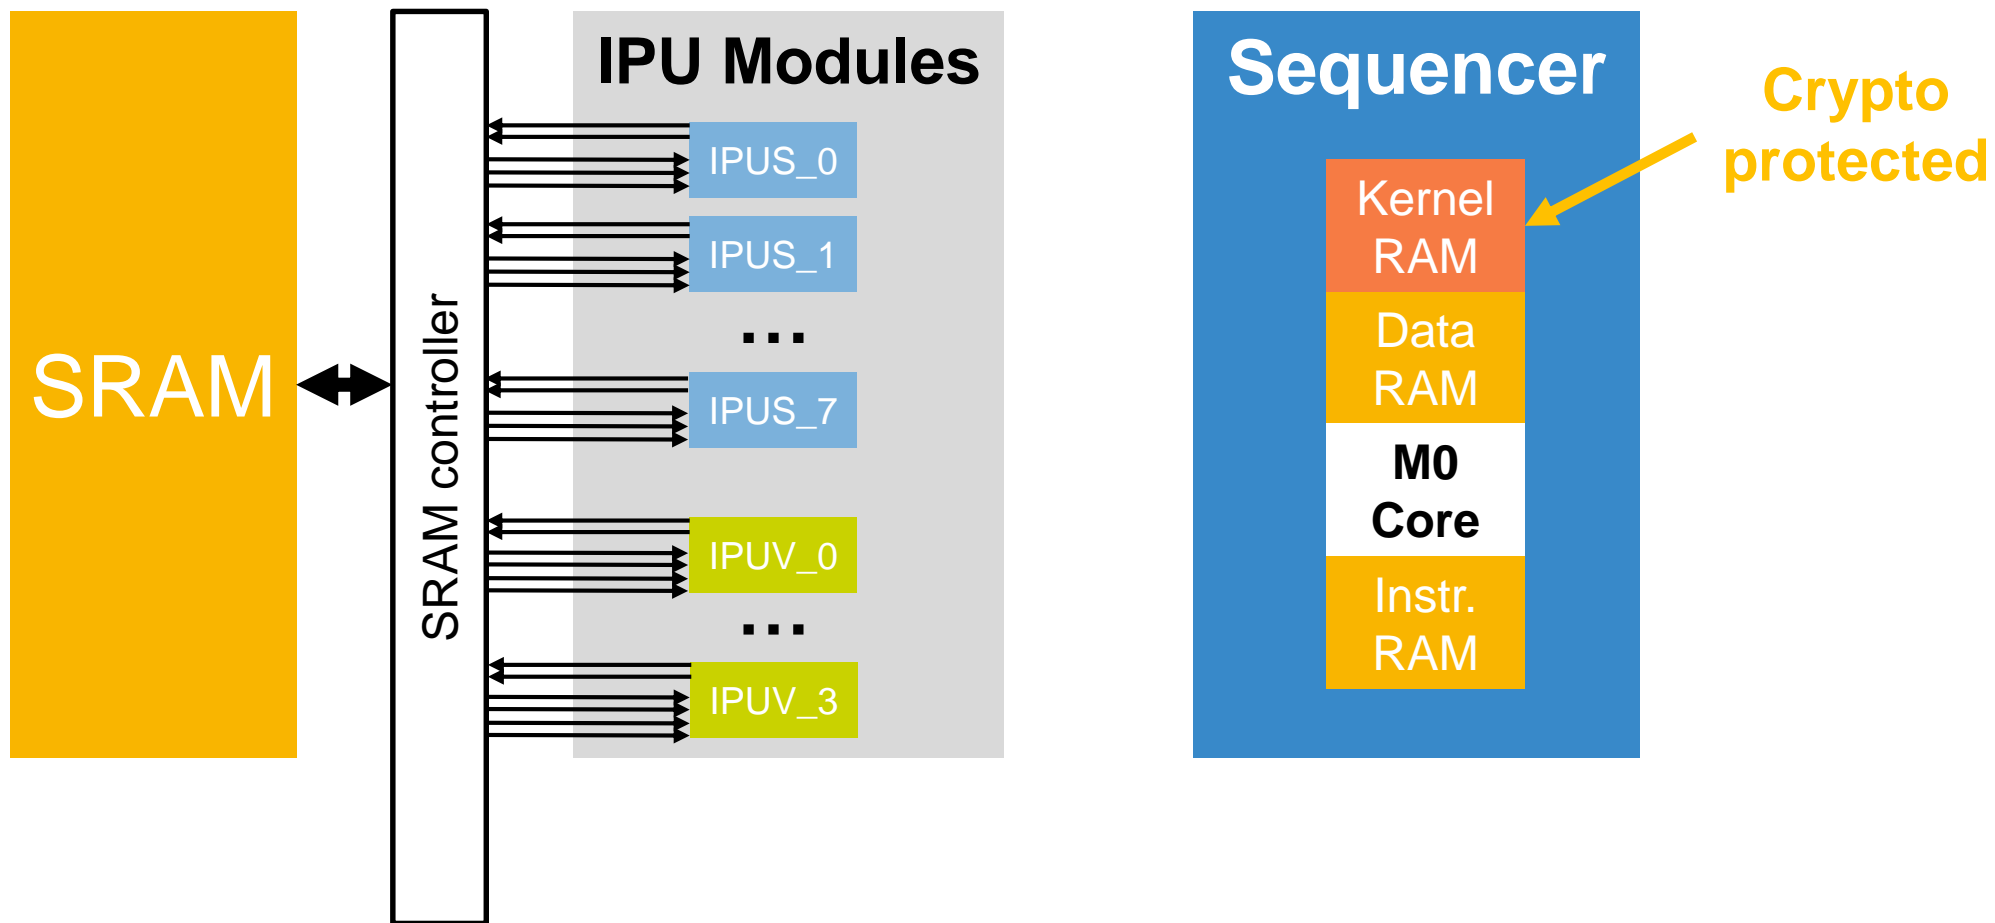 SRAM
SRAM controller
IPU Modules
IPUS_0
IPUS_1
...
IPUS_7
IPUV_0
...
IPUV_3
Sequencer
Kernel
RAM
Data
RAM
M0
Core
Instr.
RAM
Crypto
protected